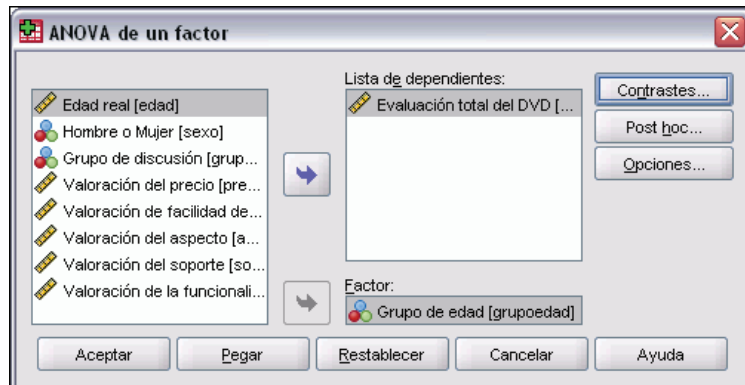 ANOVA de un factor
Edad real [edad]
Hombre o Mujer [sexo]
Grupo de discusión [grup...
Valoración del precio [pre...
Valoración de facilidad de...
Valoración del aspecto [a...
Valoración del soporte [so...
Valoración de la funcionali...
Lista de dependientes:
Evaluación total del DVD [...
Factor:
Grupo de edad [grupoedad]
Contrastes...
Post hoc...
Opciones...
Aceptar
Pegar
Restablecer
Cancelar
Ayuda